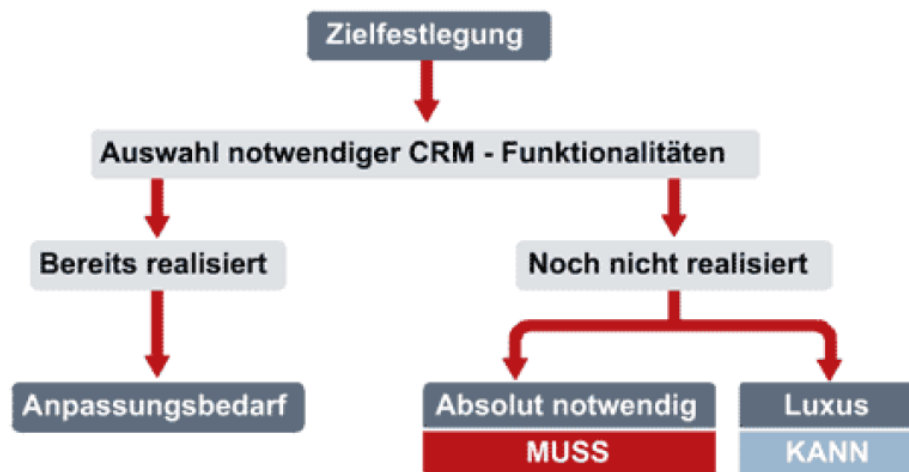 Zielfestlegung
Auswahl notwendiger CRM - Funktionalitäten
Bereits realisiert
Noch nicht realisiert
Anpassungsbedarf
Absolut notwendig
MUSS
Luxus
KANN